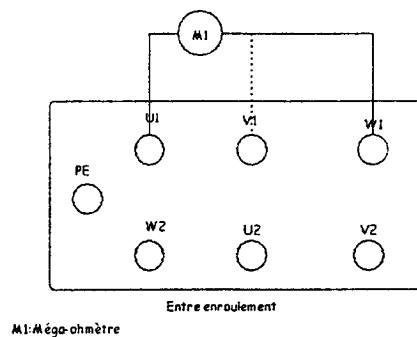 M1
U1 V1 W1
PE
W2 U2 V2
Entre enroulement
M1:Méga-ohmètre